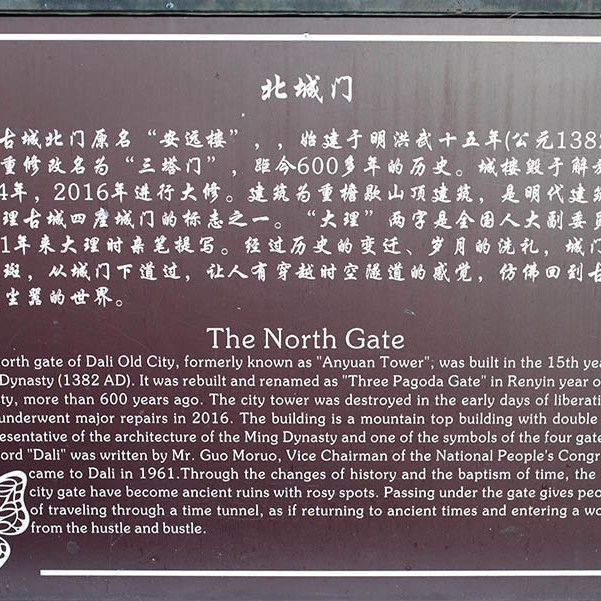 北城门
古城北门原名“安远楼”，，始建于明洪武十五年(公元1382
重修改名为“三塔门”，距今600多年的历史。城楼毁于解放
4年，2016年进行大修。建筑为重檐歇山顶建筑，是明代建筑
理古城四座城门的标志之一。“大理”两字是全国人大副委员
1年来大理时亲笔提写。经过历史的变迁、岁月的洗礼，城门
斑，从城门下道过，让人有穿越时空隧道的感觉，仿佛回到古
尘嚣的世界。
The North Gate
orth gate of Dali Old City, formerly known as "Anyuan Tower"; was built in the 15th yea
Dynasty (1382 AD). It was rebuilt and renamed as "Three Pagoda Gate" in Renyin year o
sty, more than 600 years ago. The city tower was destroyed in the early days of liberati
underwent major repairs in 2016. The building is a mountain top building with double
esentative of the architecture of the Ming Dynasty and one of the symbols of the four gate
ord "Dali" was written by Mr. Guo Moruo, Vice Chairman of the National People's Congr
came to Dali in 1961.Through the changes of history and the baptism of time, the
city gate have become ancient ruins with rosy spots. Passing under the gate gives peo
of traveling through a time tunnel, as if returning to ancient times and entering a wo
from the hustle and bustle.